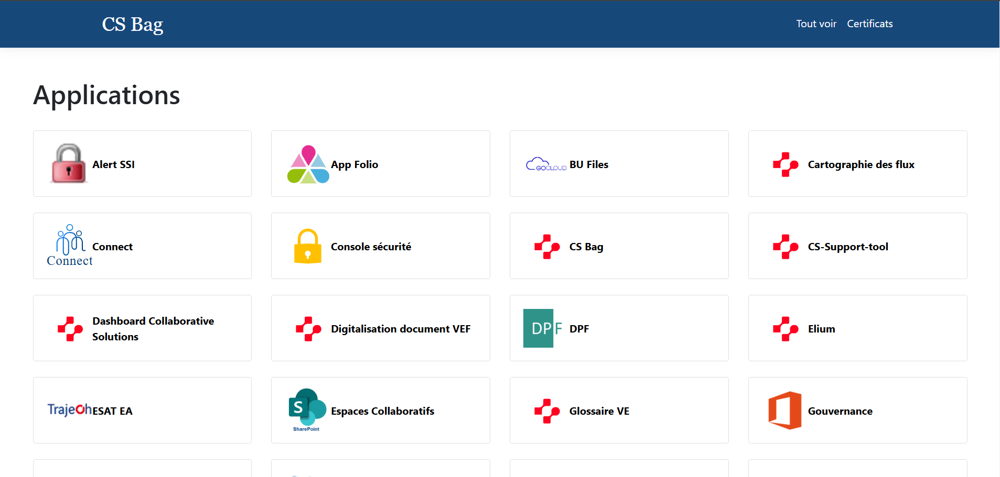 CS Bag
Tout voir
Certificats
Applications
Alert SSI
App Folio
GOCLOUD
BU Files
Cartographie des flux
Connect
Connect
Console sécurité
CS Bag
CS-Support-tool
Dashboard Collaborative
Solutions
Digitalisation document VEF
DPF
DPF
Elium
TrajeOh
ESAT EA
S
SharePoint
Espaces Collaboratifs
Glossaire VE
Gouvernance